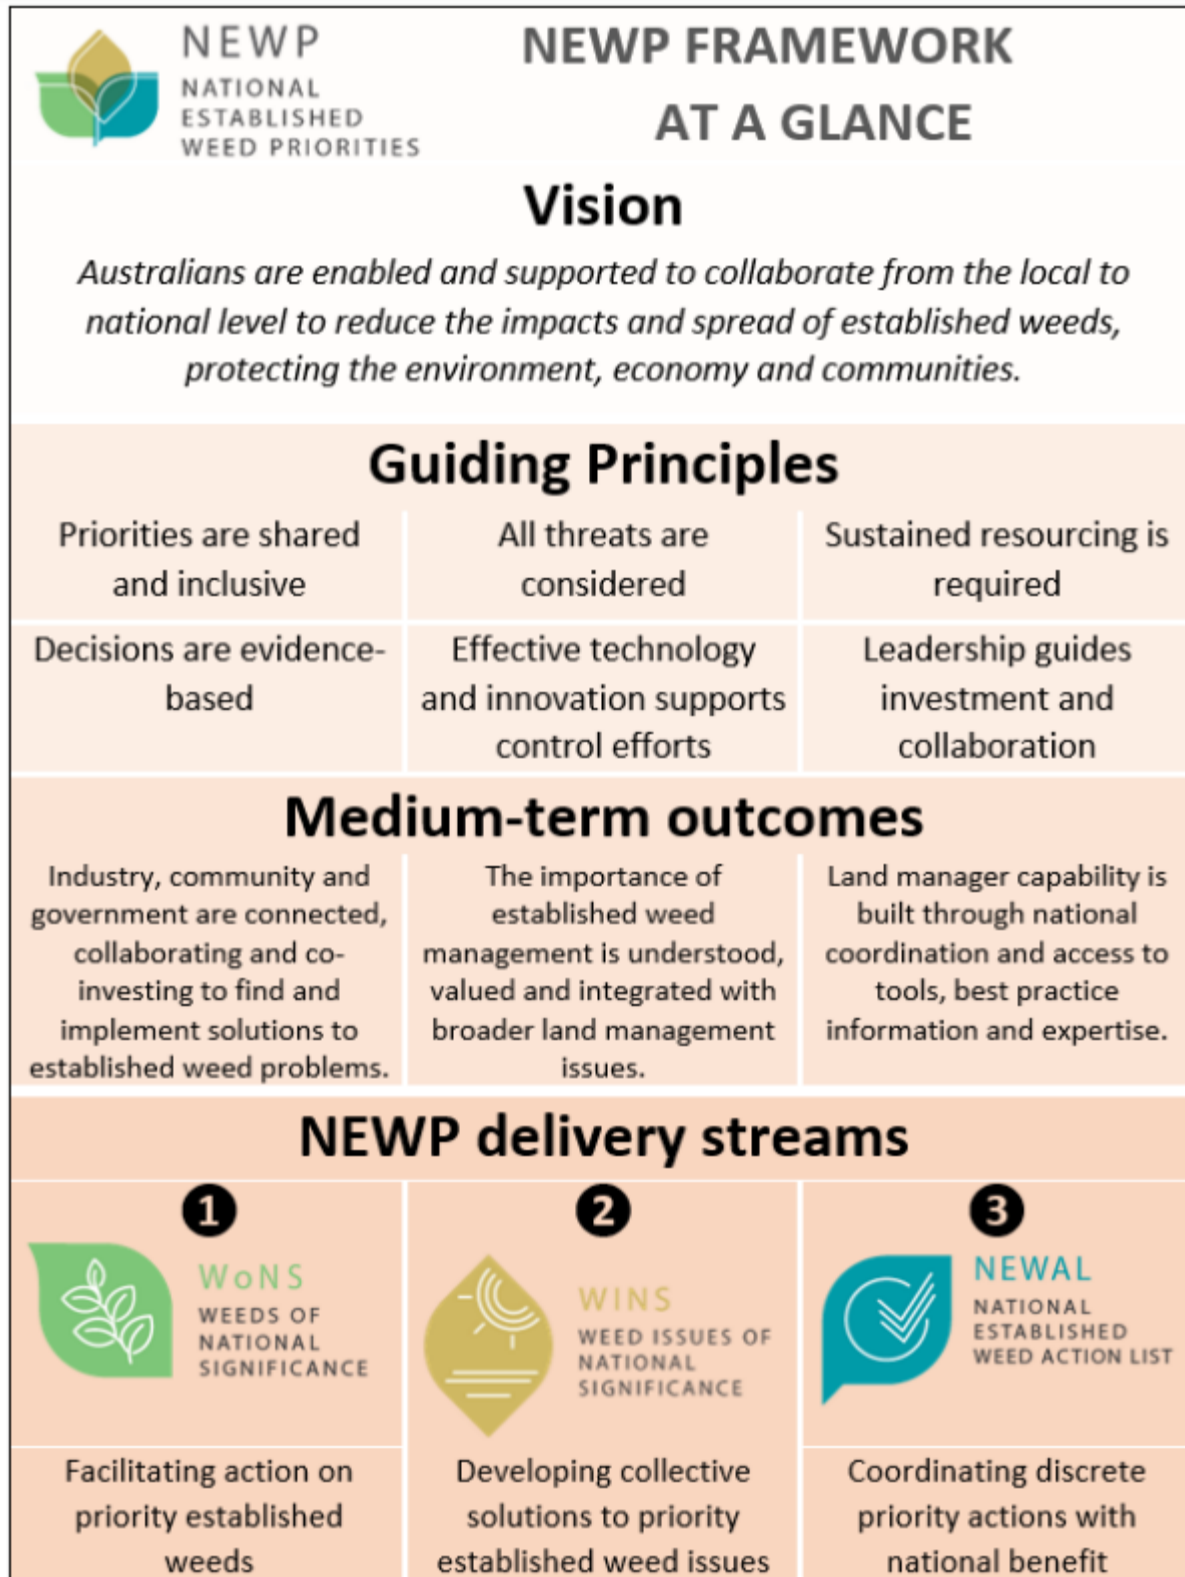 NEWP
NATIONAL
ESTABLISHED
WEED PRIORITIES
NEWP FRAMEWORK
AT A GLANCE
Vision
Australians are enabled and supported to collaborate from the local to
national level to reduce the impacts and spread of established weeds,
protecting the environment, economy and communities.
Guiding Principles
Priorities are shared
and inclusive
All threats are
considered
Sustained resourcing is
required
Decisions are evidence-
based
Effective technology
and innovation supports
control efforts
Leadership guides
investment and
collaboration
Medium-term outcomes
Industry, community and
government are connected,
collaborating and co-
investing to find and
implement solutions to
established weed problems.
The importance of
established weed
management is understood,
valued and integrated with
broader land management
issues.
Land manager capability is
built through national
coordination and access to
tools, best practice
information and expertise.
NEWP delivery streams
1
WoNS
WEEDS OF
NATIONAL
SIGNIFICANCE
Facilitating action on
priority established
weeds
2
WINS
WEED ISSUES OF
NATIONAL
SIGNIFICANCE
Developing collective
solutions to priority
established weed issues
3
NEWAL
NATIONAL
ESTABLISHED
WEED ACTION LIST
Coordinating discrete
priority actions with
national benefit